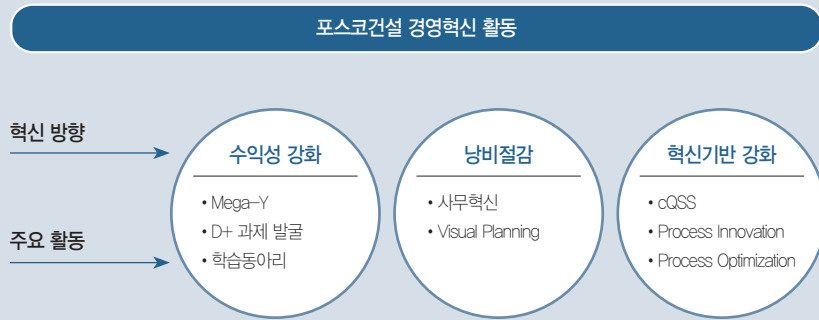 포스코건설 경영혁신 활동
혁신 방향
주요 활동
수익성 강화
• Mega-Y
• D+ 과제 발굴
• 학습동아리
낭비절감
• 사무혁신
• Visual Planning
혁신기반 강화
• cQSS
• Process Innovation
• Process Optimization